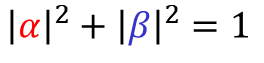 |α|² + |β|² = 1